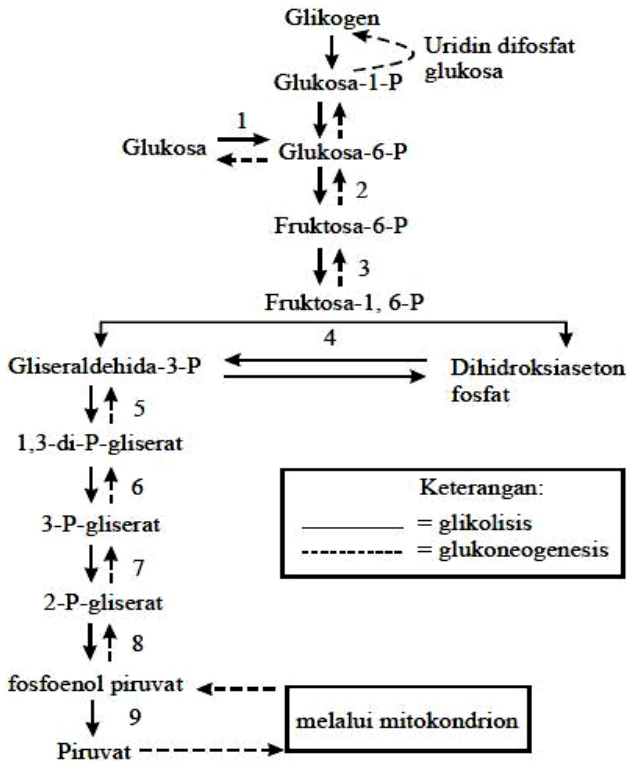 Glikogen
Uridin difosfat
glukosa
Glukosa-1-P
1
Glukosa
Glukosa-6-P
2
Fruktosa-6-P
3
Fruktosa-1, 6-P
4
Gliseraldehida-3-P
Dihidroksiaseton
fosfat
5
1,3-di-P-gliserat
6
3-P-gliserat
7
2-P-gliserat
8
fosfoenol piruvat
9
Piruvat
melalui mitokondrion
Keterangan:
= glikolisis
= glukoneogenesis